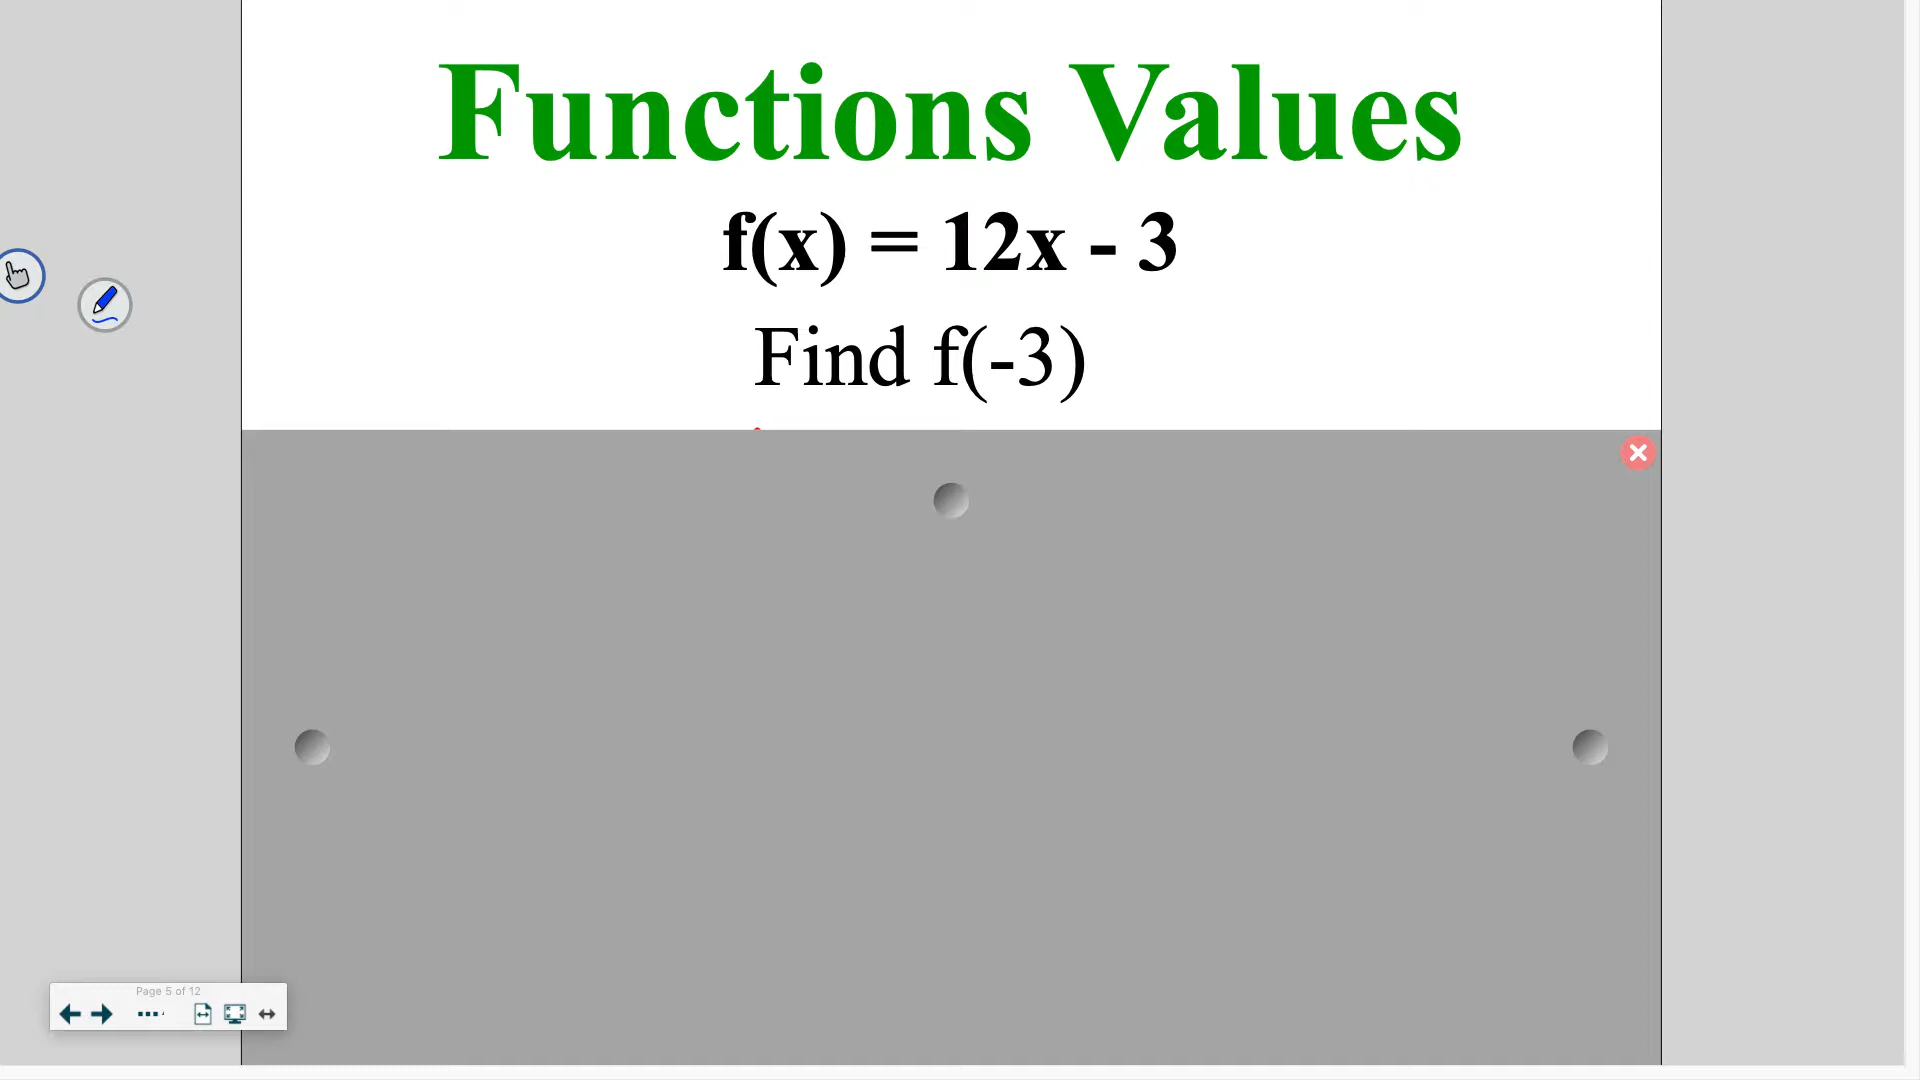 Functions Values
f(x) = 12x - 3
Find f(-3)
Page 5 of 12